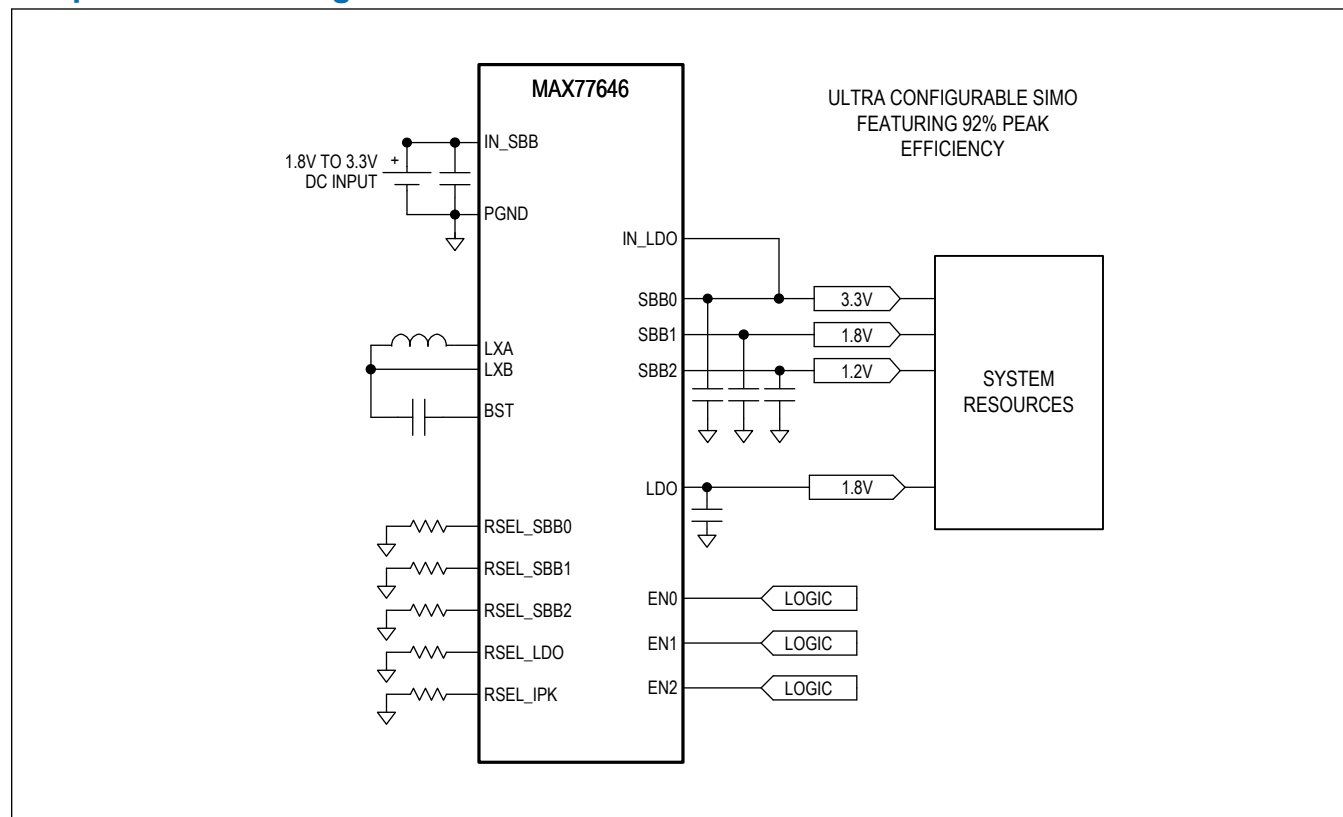 MAX77646
ULTRA CONFIGURABLE SIMO
FEATURING 92% PEAK
EFFICIENCY
IN_SBB
1.8V TO 3.3V +
DC INPUT
PGND
IN_LDO
SBB0
3.3V
SBB1
1.8V
SBB2
1.2V
LXA
LXB
BST
SYSTEM
RESOURCES
LDO
1.8V
RSEL_SBB0
RSEL_SBB1
RSEL_SBB2
RSEL_LDO
RSEL_IPK
EN0
LOGIC
EN1
LOGIC
EN2
LOGIC